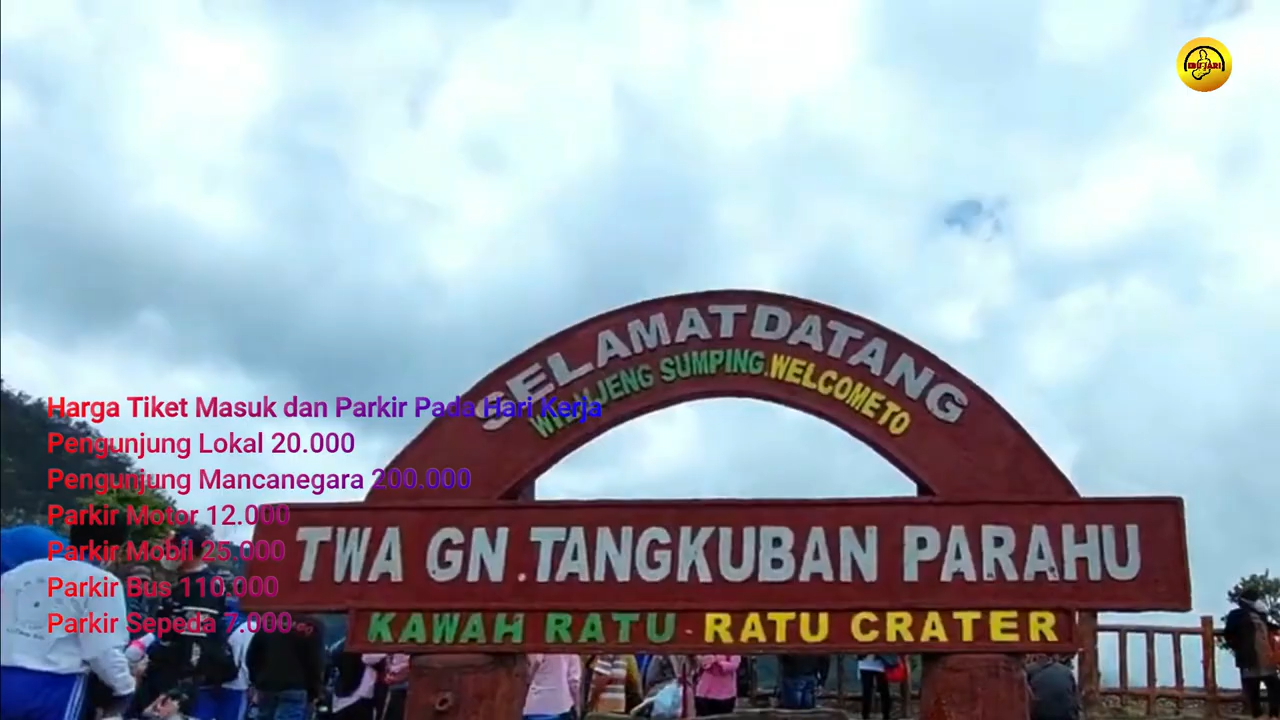 SELAMAT DATANG
WILUJENG SUMPING. WELCOME TO
Harga Tiket Masuk dan Parkir Pada Hari Kerja
Pengunjung Lokal 20.000
Pengunjung Mancanegara 200.000
Parkir Motor 12.000
Parkir Mobil 25.000
Parkir Bus 110.000
Parkir Sepeda 7.000
TWA GN. TANGKUBAN PARAHU
KAWAH RATU - RATU CRATER